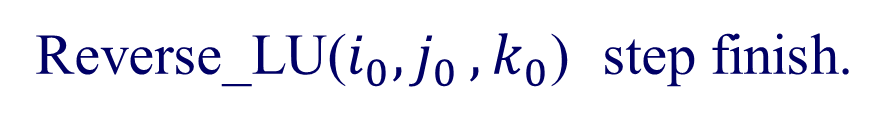 Reverse_LU(i₀, j₀ , k₀) step finish.